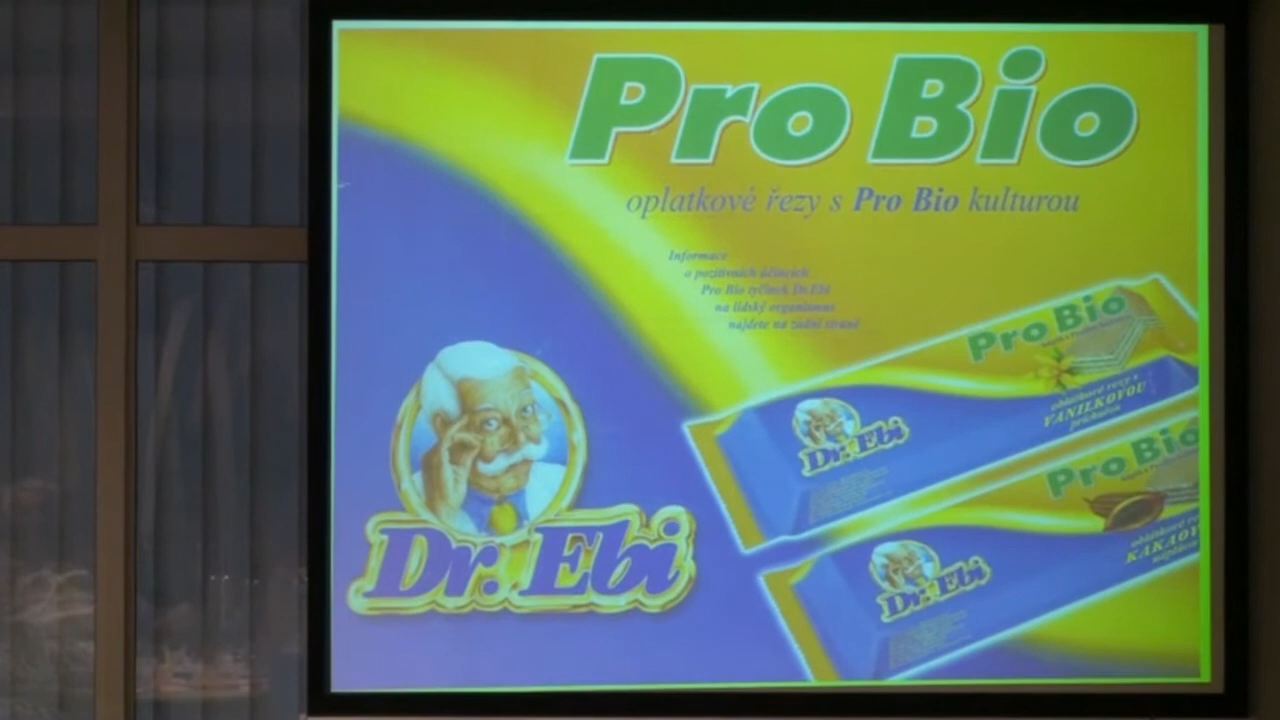 Pro Bio
oplatkové řezy s Pro Bio kulturou
Informace
o pozitivních účincích
Pro Bio tyčinek Dr.Ebi
na lidský organismus
najdete na zadní straně
Dr. Ebi
Pro Bio
VANILKOVOU
Dr. Ebi
Pro Bio
Dr. Ebi